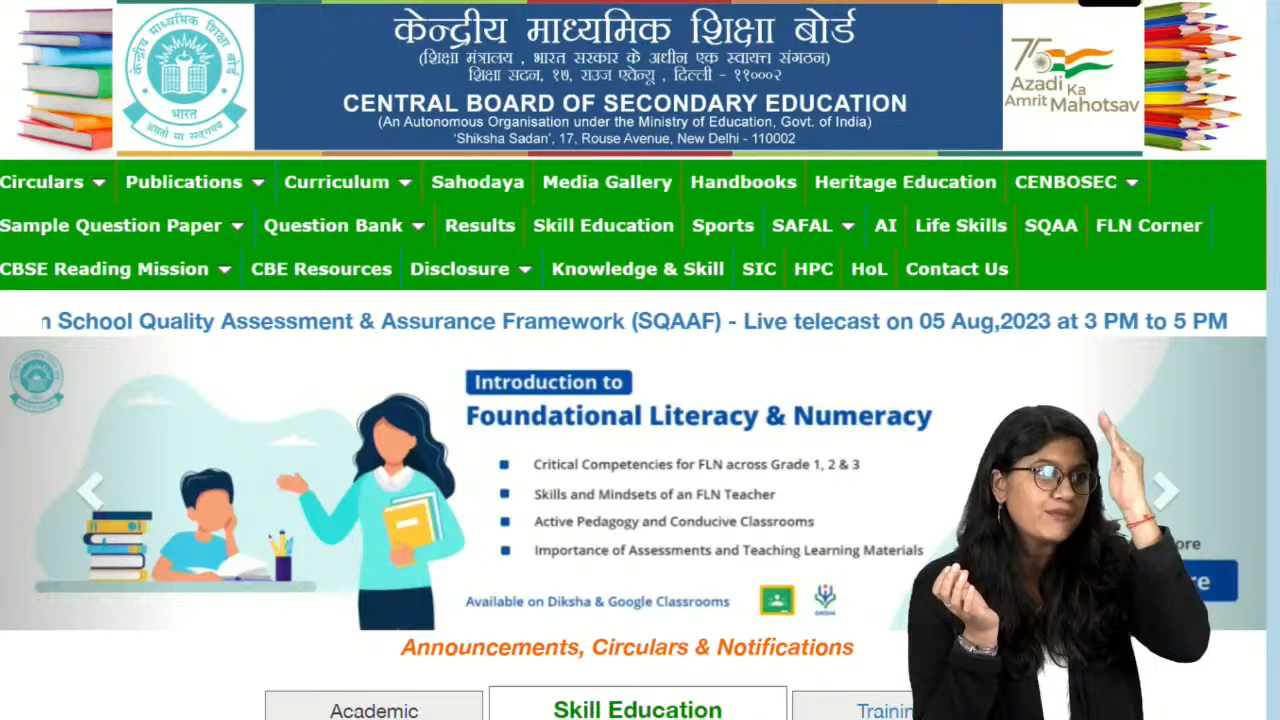 केन्द्रीय माध्यमिक शिक्षा बोर्ड
(शिक्षा मंत्रालय , भारत सरकार के अधीन एक स्वायत्त संगठन)
शिक्षा सदन, १७, राउज एवेन्यू , दिल्ली - ११०००२
CENTRAL BOARD OF SECONDARY EDUCATION
(An Autonomous Organisation under the Ministry of Education, Govt. of India)
'Shiksha Sadan', 17, Rouse Avenue, New Delhi - 110002
केन्द्रीय माध्यमिक शिक्षा बोर्ड
भारत
असतो मा सद्गमय
75
Azadi Ka
Amrit Mahotsav
Circulars Publications Curriculum Sahodaya Media Gallery Handbooks Heritage Education CENBOSEC
Sample Question Paper Question Bank Results Skill Education Sports SAFAL AI Life Skills SQAA FLN Corner
CBSE Reading Mission CBE Resources Disclosure Knowledge & Skill SIC HPC HoL Contact Us
School Quality Assessment & Assurance Framework (SQAAF) - Live telecast on 05 Aug,2023 at 3 PM to 5 PM
Introduction to
Foundational Literacy & Numeracy
Critical Competencies for FLN across Grade 1, 2 & 3
Skills and Mindsets of an FLN Teacher
Active Pedagogy and Conducive Classrooms
Importance of Assessments and Teaching Learning Materials
Available on Diksha & Google Classrooms
DIKSHA
Announcements, Circulars & Notifications
Academic Skill Education